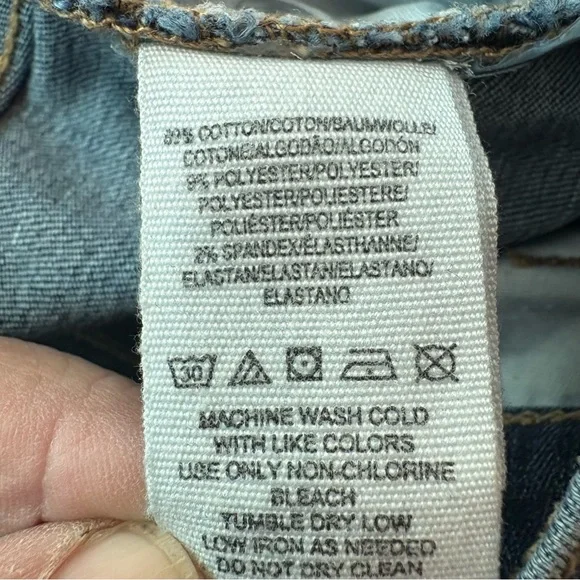 89% COTTON/COTON/BAUMWOLLE/
COTONE/ALGODÃO/ALGODÓN
9% POLYESTER/POLYESTER/
POLYESTER/POLIESTERE/
POLIÉSTER/POLIÉSTER
2% SPANDEX/ÉLASTHANNE/
ELASTAN/ELASTAN/ELASTANO/
ELASTANO
30
MACHINE WASH COLD
WITH LIKE COLORS
USE ONLY NON-CHLORINE
BLEACH
TUMBLE DRY LOW
LOW IRON AS NEEDED
DO NOT DRY CLEAN